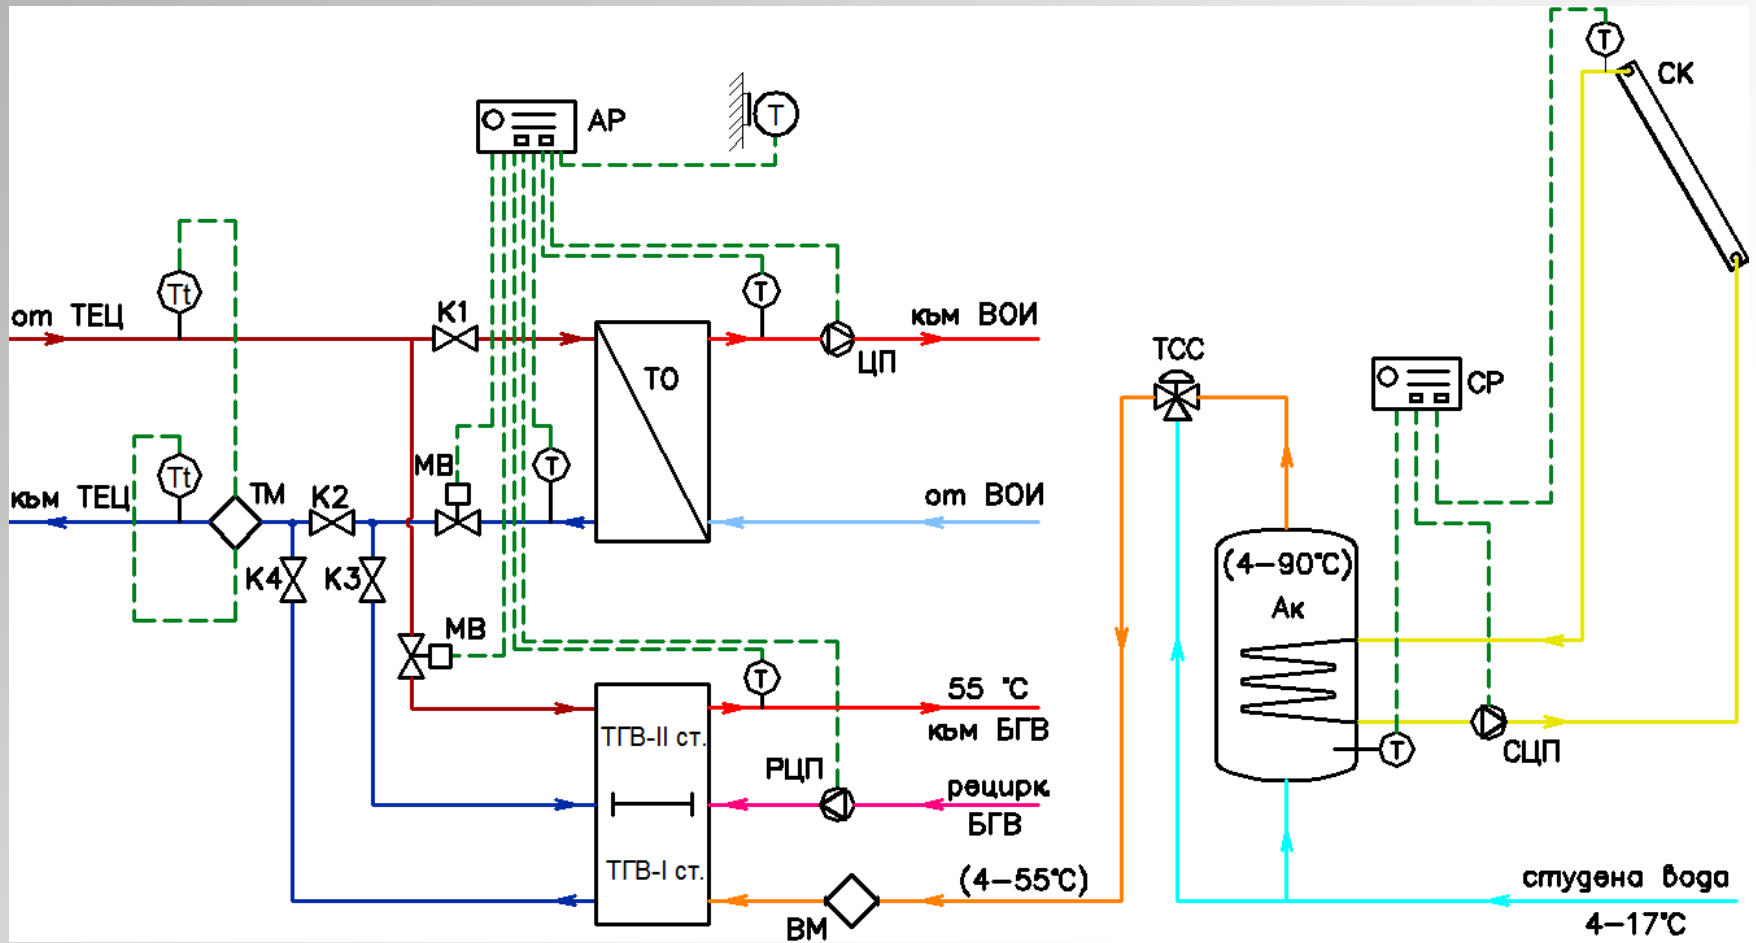 T
СК
АР
T
Tt
от ТЕЦ
К1
T
към ВОИ
ЦП
ТО
ТСС
СР
МВ
T
Tt
към ТЕЦ
ТМ
К2
от ВОИ
К4
К3
(4-90°C)
Ак
МВ
T
55 °C
към БГВ
ТГВ-II ст.
T
СЦП
РЦП
рецирк.
БГВ
ТГВ-I ст.
(4-55°C)
ВМ
студена вода
4-17°C